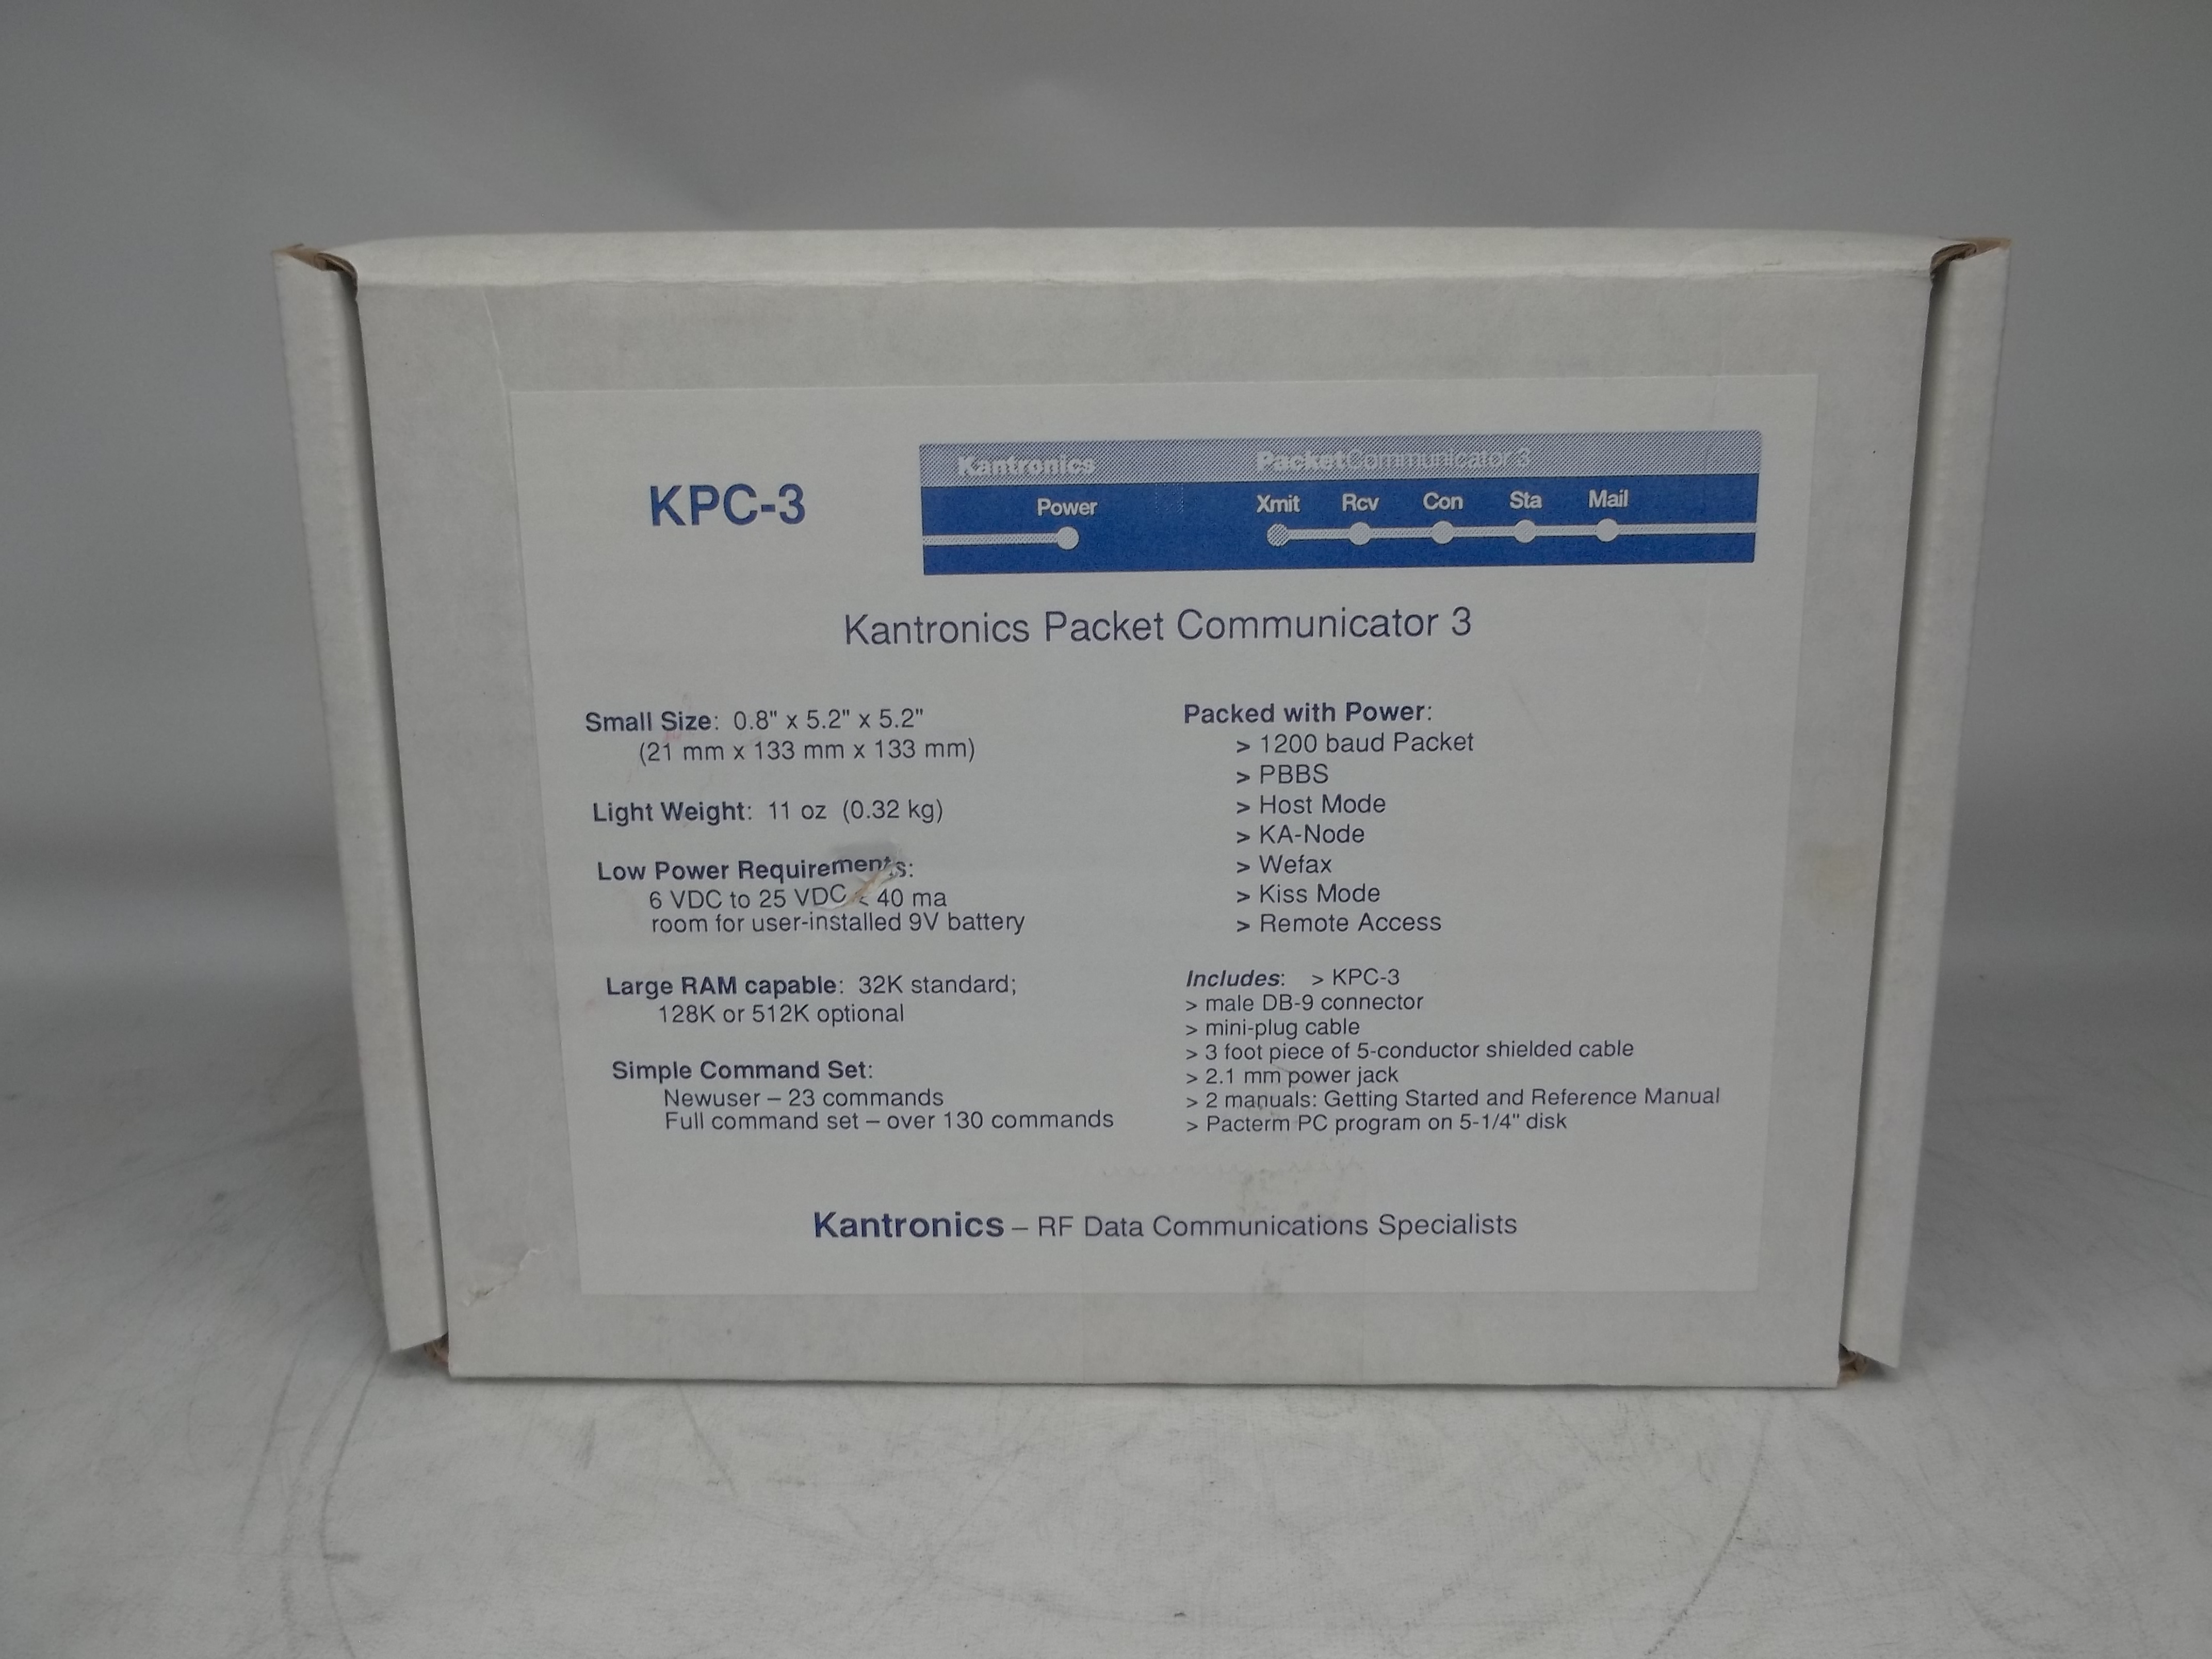 KPC-3
Kantronics
PacketCommunicator 3
Power
Xmit Rcv Con Sta Mail
Kantronics Packet Communicator 3
Small Size: 0.8" x 5.2" x 5.2"
(21 mm x 133 mm x 133 mm)
Light Weight: 11 oz (0.32 kg)
Low Power Requirements:
6 VDC to 25 VDC < 40 ma
room for user-installed 9V battery
Large RAM capable: 32K standard;
128K or 512K optional
Simple Command Set:
Newuser – 23 commands
Full command set – over 130 commands
Packed with Power:
> 1200 baud Packet
> PBBS
> Host Mode
> KA-Node
> Wefax
> Kiss Mode
> Remote Access
Includes: > KPC-3
> male DB-9 connector
> mini-plug cable
> 3 foot piece of 5-conductor shielded cable
> 2.1 mm power jack
> 2 manuals: Getting Started and Reference Manual
> Pacterm PC program on 5-1/4" disk
Kantronics – RF Data Communications Specialists